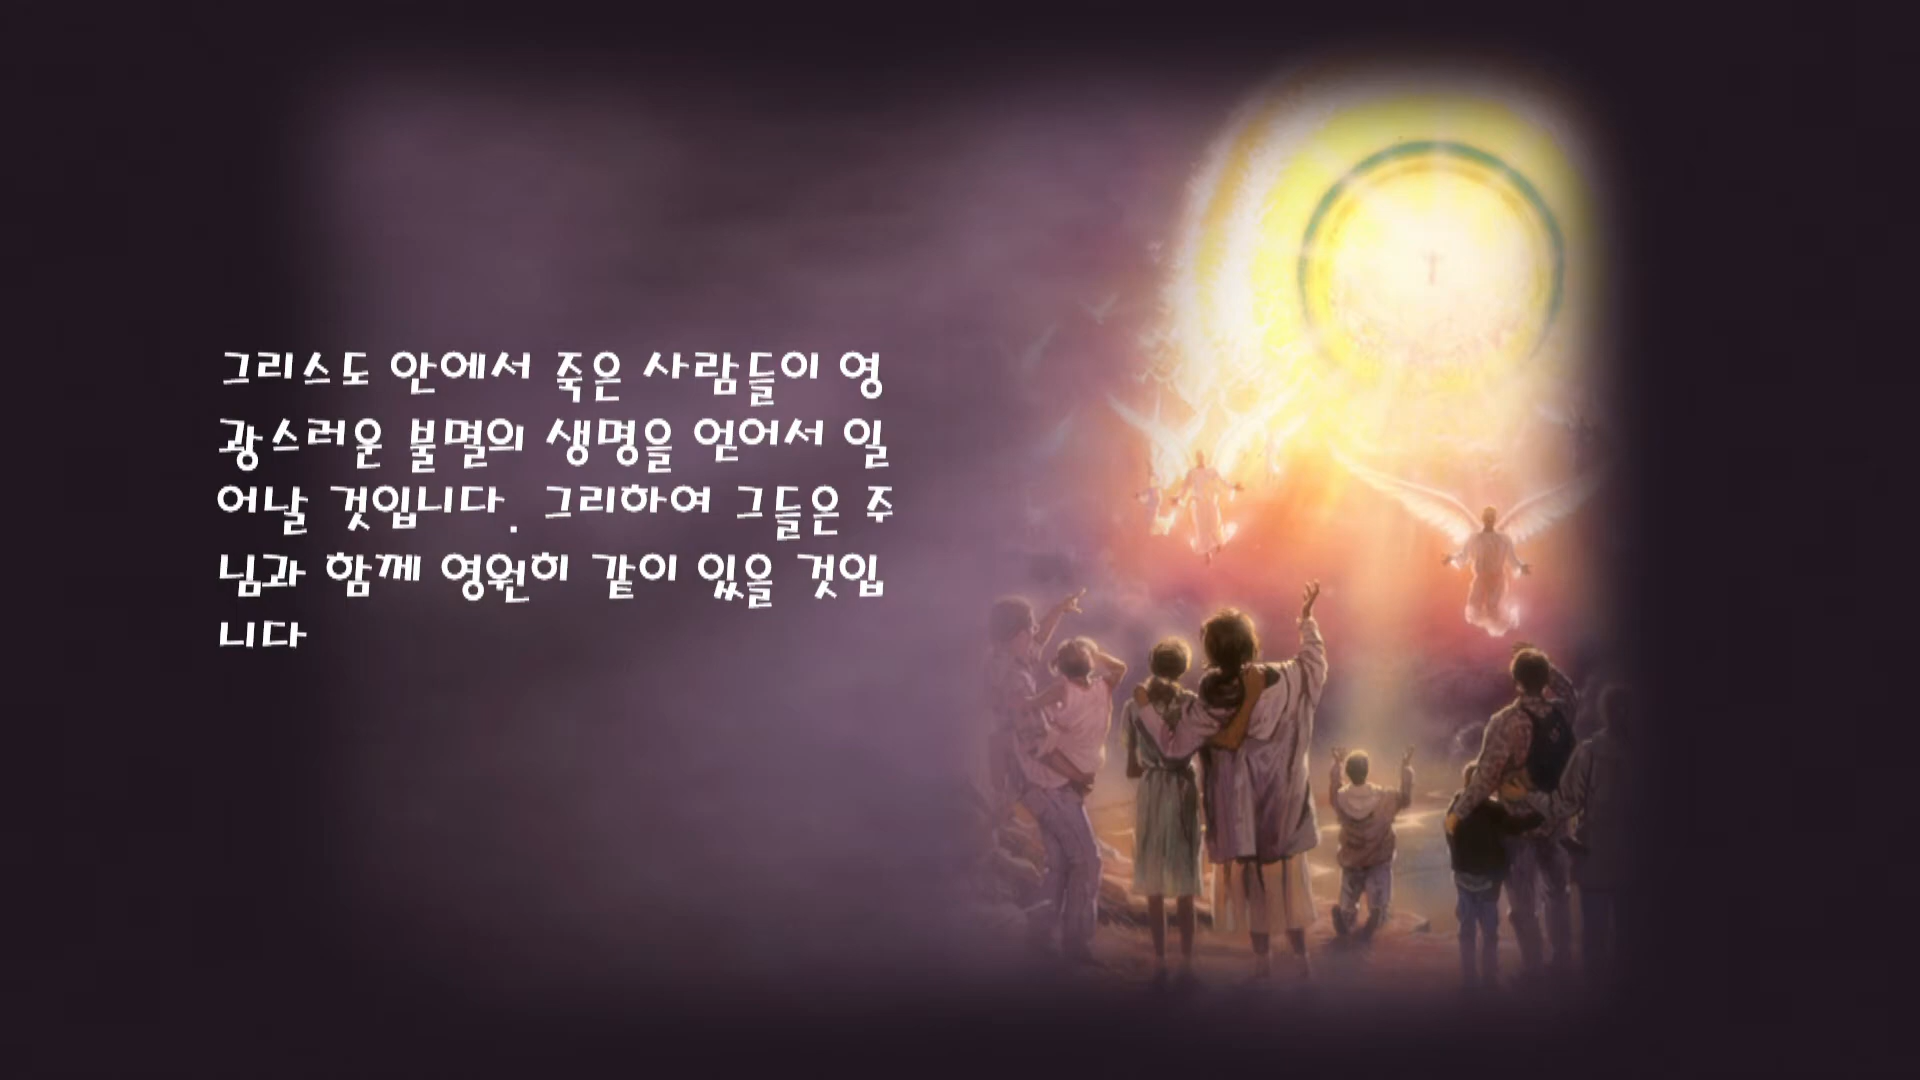 그리스도 안에서 죽은 사람들이 영
광스러운 불멸의 생명을 얻어서 일
어날 것입니다. 그리하여 그들은 주
님과 함께 영원히 같이 있을 것입
니다